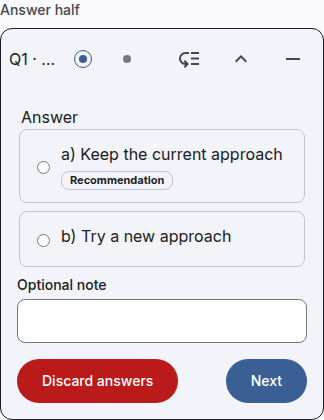 Answer half
Q1 · ...
Answer
a) Keep the current approach
Recommendation
b) Try a new approach
Optional note
Discard answers
Next